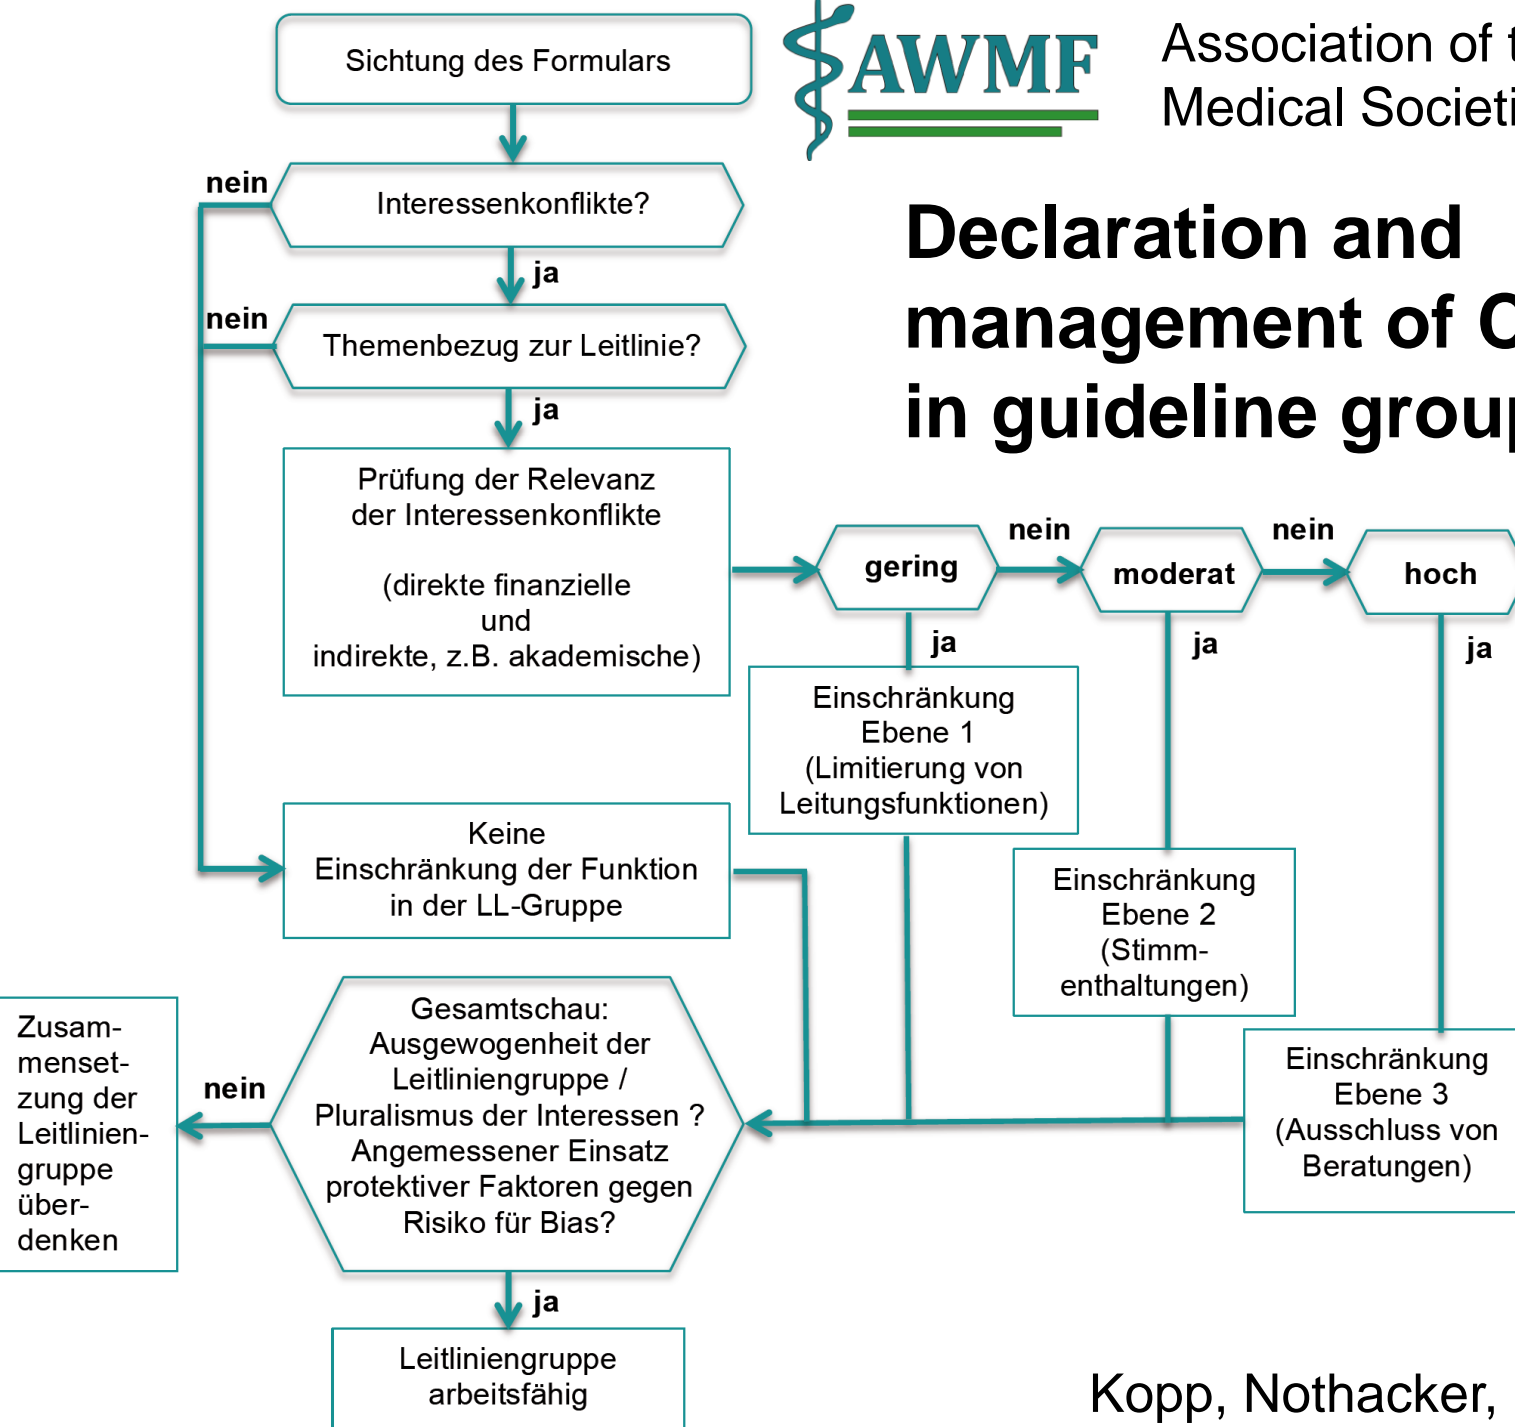 Sichtung des Formulars
AWMF
Association of
Medical
Declaration and
management of
in guideline
nein
Interessenkonflikte?
ja
nein
Themenbezug zur Leitlinie?
ja
Prüfung der Relevanz
der Interessenkonflikte
(direkte finanzielle
und
indirekte, z.B. akademische)
gering
nein
moderat
nein
hoch
ja
ja
ja
Einschränkung
Ebene 1
(Limitierung von
Leitungsfunktionen)
Keine
Einschränkung der Funktion
in der LL-Gruppe
Einschränkung
Ebene 2
(Stimm-
enthaltungen)
Einschränkung
Ebene 3
(Ausschluss von
Beratungen)
Gesamtschau:
Ausgewogenheit der
Leitliniengruppe /
Pluralismus der Interessen ?
Angemessener Einsatz
protektiver Faktoren gegen
Risiko für Bias?
nein
Zusam-
menset-
zung der
Leitlinien-
gruppe
über-
denken
ja
Leitliniengruppe
arbeitsfähig
Kopp, Nothacker,